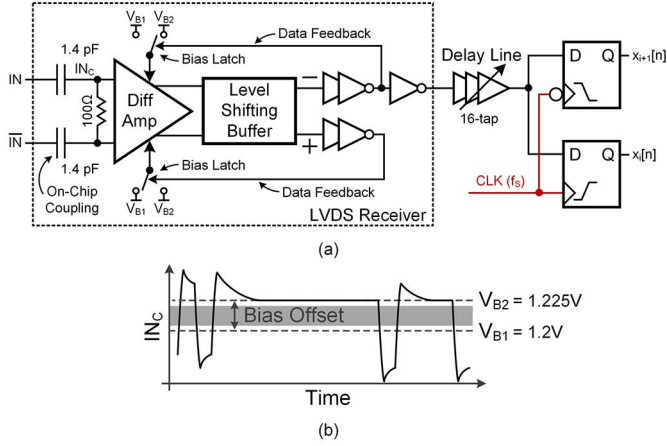 V_B1 V_B2
Data Feedback
Bias Latch
1.4 pF
IN
IN_C
100Ω
Diff
Amp
Level
Shifting
Buffer
−
+
Delay Line
16-tap
D Q x_i+1[n]
D Q x_i[n]
CLK (f_S)
IN
1.4 pF
On-Chip
Coupling
Bias Latch
V_B1 V_B2
Data Feedback
LVDS Receiver
(a)
IN_C
Bias Offset
V_B2 = 1.225V
V_B1 = 1.2V
Time
(b)